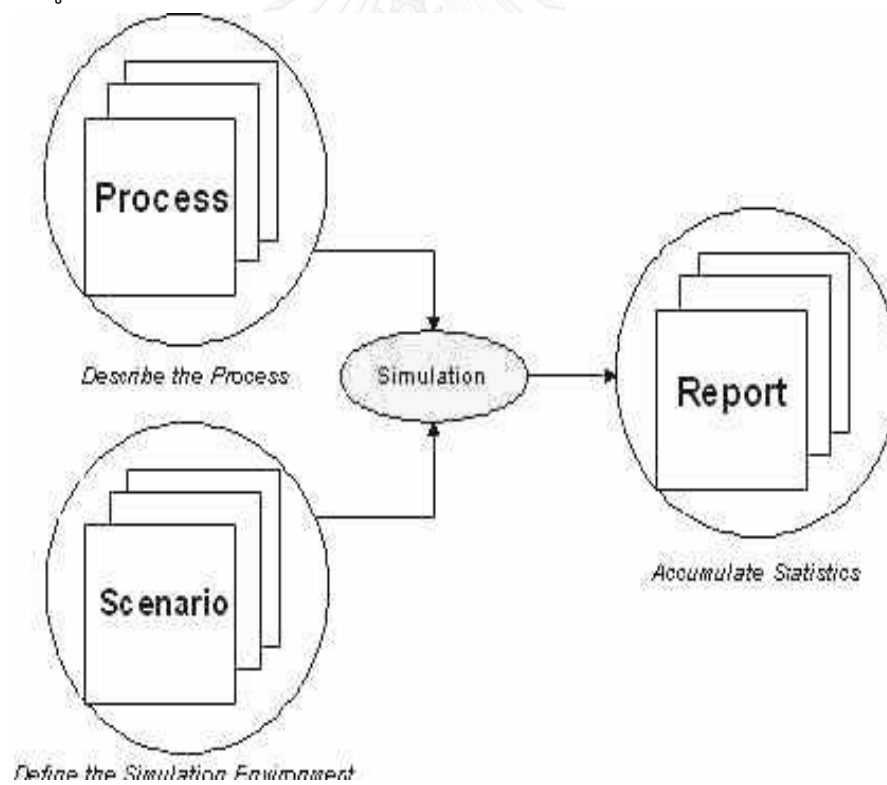 Process
Describe the Process
Simulation
Report
Accumulate Statistics
Scenario
Define the Simulation Environment